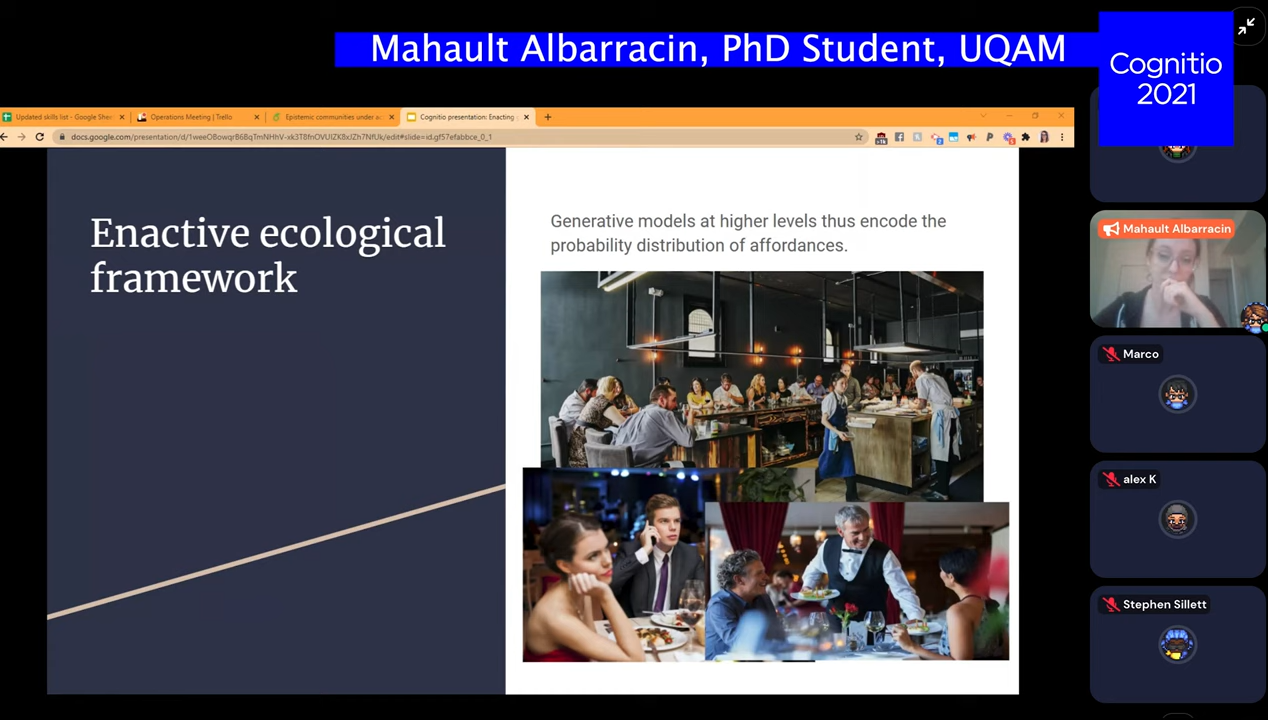 Mahault Albarracin, PhD Student, UQAM
Cognitio
2021
Updated skills list - Google She
Operations Meeting | Trello
Epistemic communities under ac
Cognitio presentation: Enacting
Enactive ecological
framework
Generative models at higher levels thus encode the
probability distribution of affordances.
Mahault Albarracin
Marco
alex K
Stephen Sillett